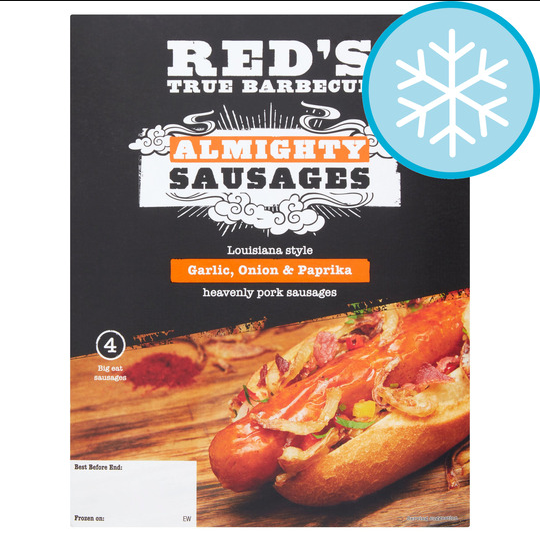 RED'S
TRUE BARBECUE
ALMIGHTY
SAUSAGES
Louisiana style
Garlic, Onion & Paprika
heavenly pork sausages
4
Big eat
sausages
Best Before End:
Frozen on:
EW